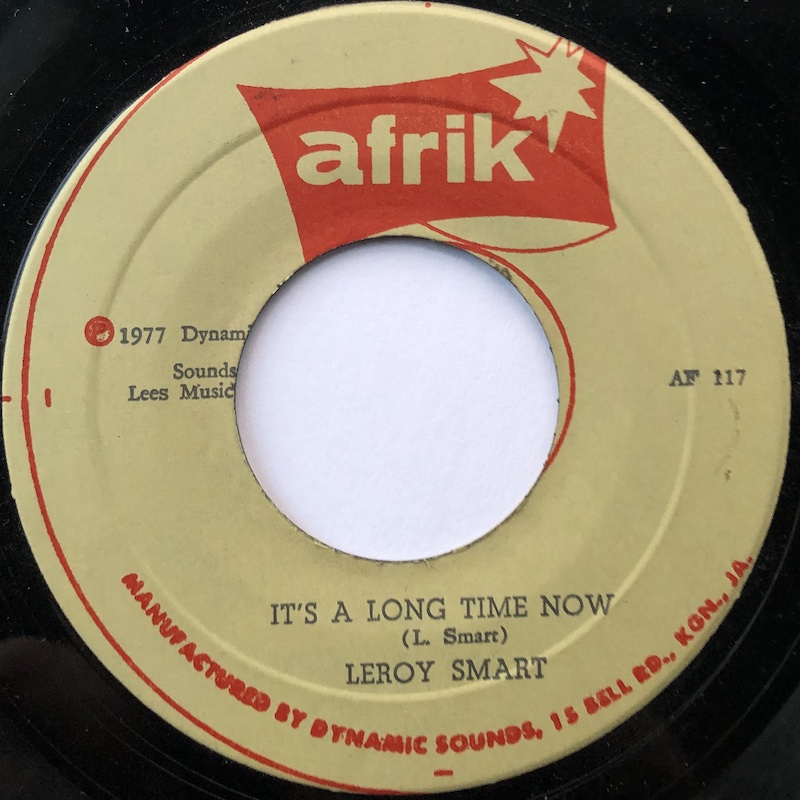 afrik
℗ 1977 Dynami
Sounds
Lees Music
AF 117
IT'S A LONG TIME NOW
(L. Smart)
LEROY SMART
MANUFACTURED BY DYNAMIC SOUNDS, 15 BELL RD., KGN., JA.